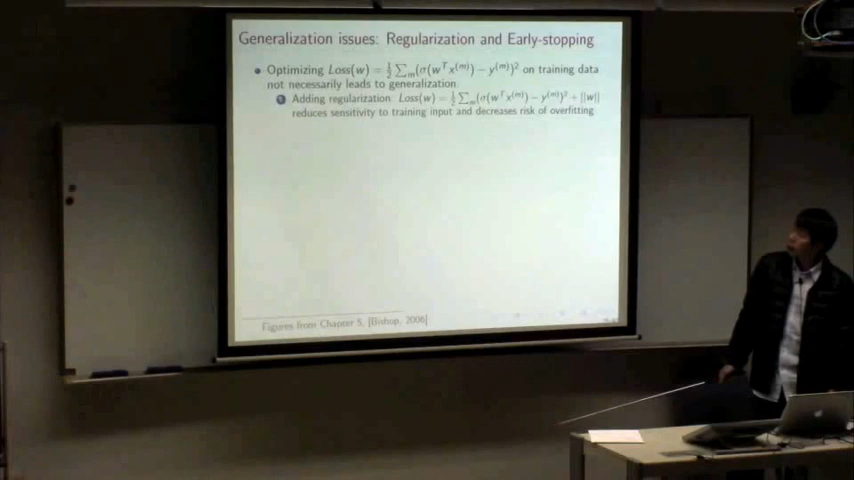 Generalization issues: Regularization and Early-stopping
Optimizing Loss(w) = ½ ∑ₘ(σ(wᵀx⁽ᵐ⁾) − y⁽ᵐ⁾)² on training data
not necessarily leads to generalization.
1 Adding regularization: Loss(w) = ½ ∑ₘ(σ(wᵀx⁽ᵐ⁾) − y⁽ᵐ⁾)² + ||w||
reduces sensitivity to training input and decreases risk of overfitting
Figures from Chapter 5, [Bishop, 2006]